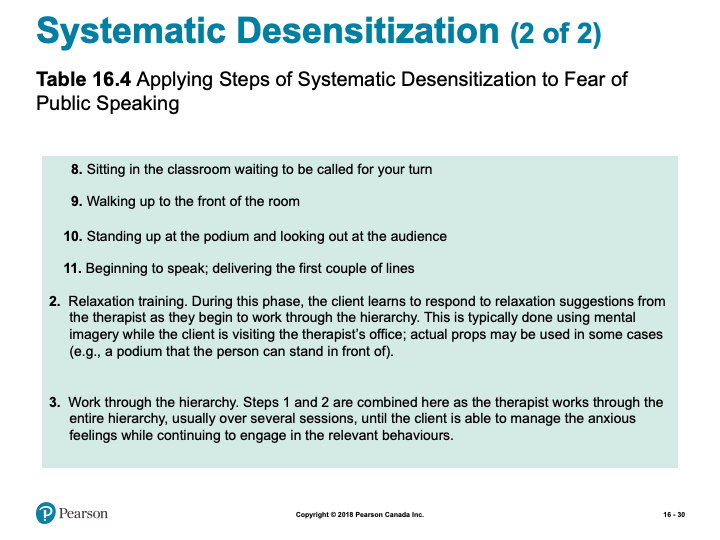 Systematic Desensitization (2 of 2)
Table 16.4 Applying Steps of Systematic Desensitization to Fear of
Public Speaking
8. Sitting in the classroom waiting to be called for your turn
9. Walking up to the front of the room
10. Standing up at the podium and looking out at the audience
11. Beginning to speak; delivering the first couple of lines
2. Relaxation training. During this phase, the client learns to respond to relaxation suggestions from
the therapist as they begin to work through the hierarchy. This is typically done using mental
imagery while the client is visiting the therapist's office; actual props may be used in some cases
(e.g., a podium that the person can stand in front of).
3. Work through the hierarchy. Steps 1 and 2 are combined here as the therapist works through the
entire hierarchy, usually over several sessions, until the client is able to manage the anxious
feelings while continuing to engage in the relevant behaviours.
P Pearson
Copyright © 2018 Pearson Canada Inc.
16 - 30